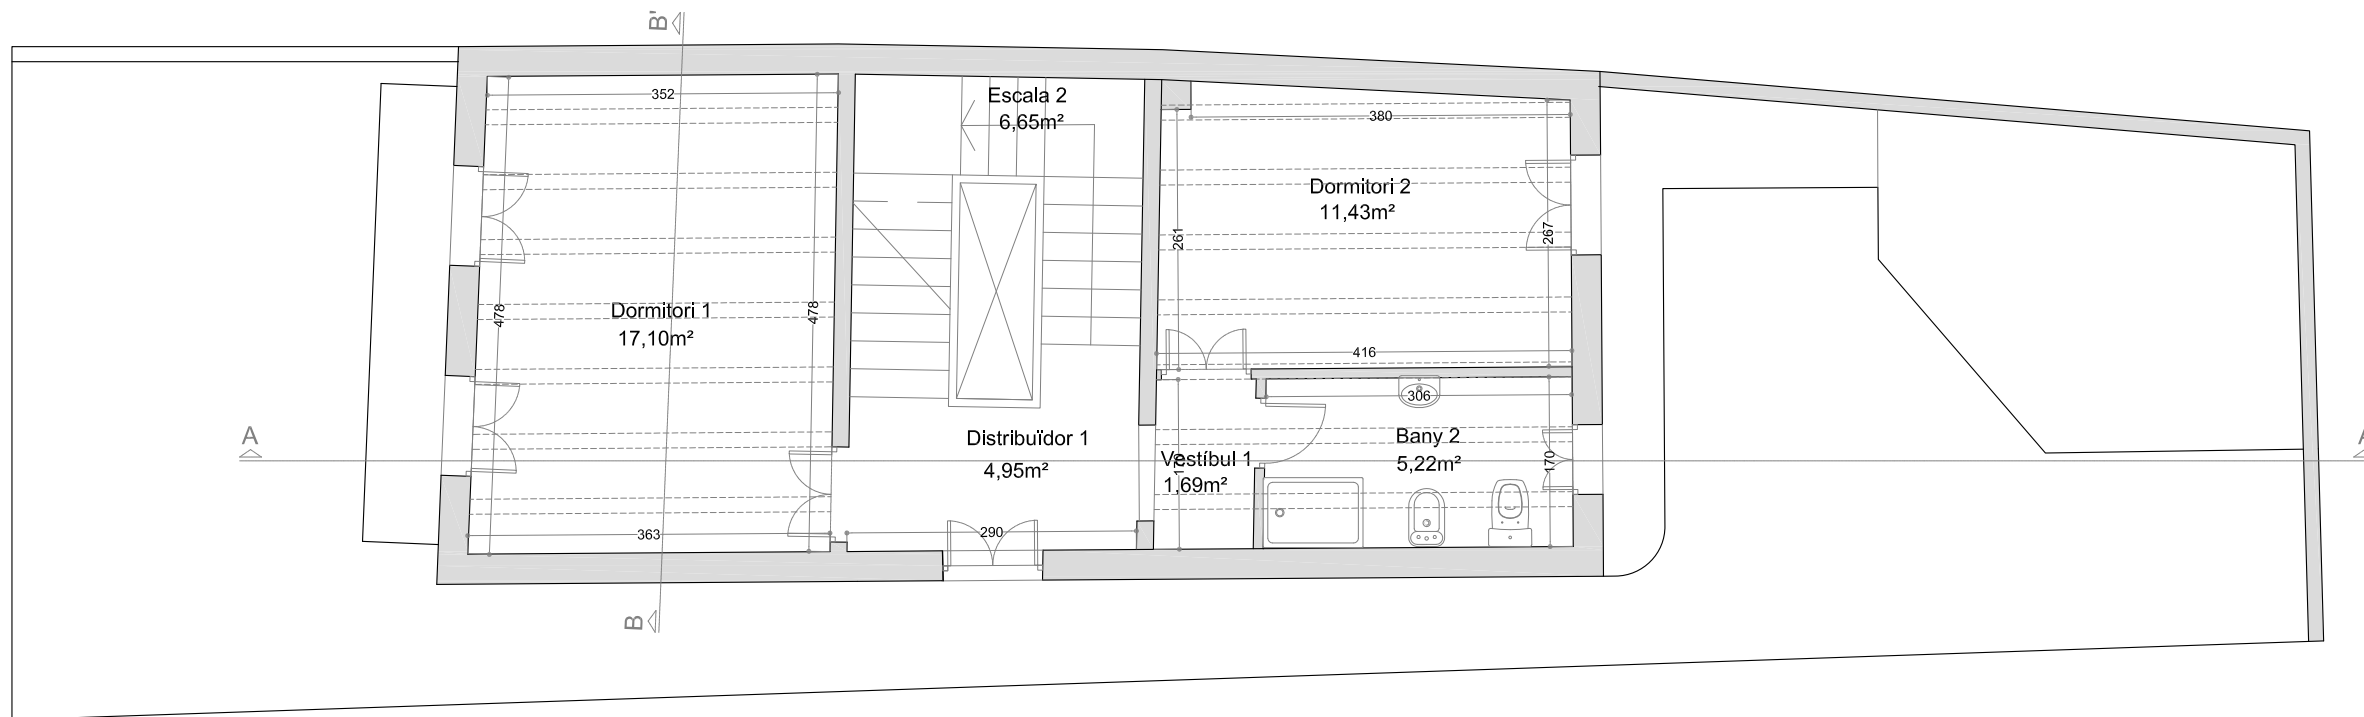 B'
352
Escala 2
6,65m²
380
Dormitori 2
11,43m²
261
267
Dormitori 1
17,10m²
478
478
416
306
A
Distribuïdor 1
4,95m²
Vestíbul 1
1,69m²
170
Bany 2
5,22m²
170
363
290
B